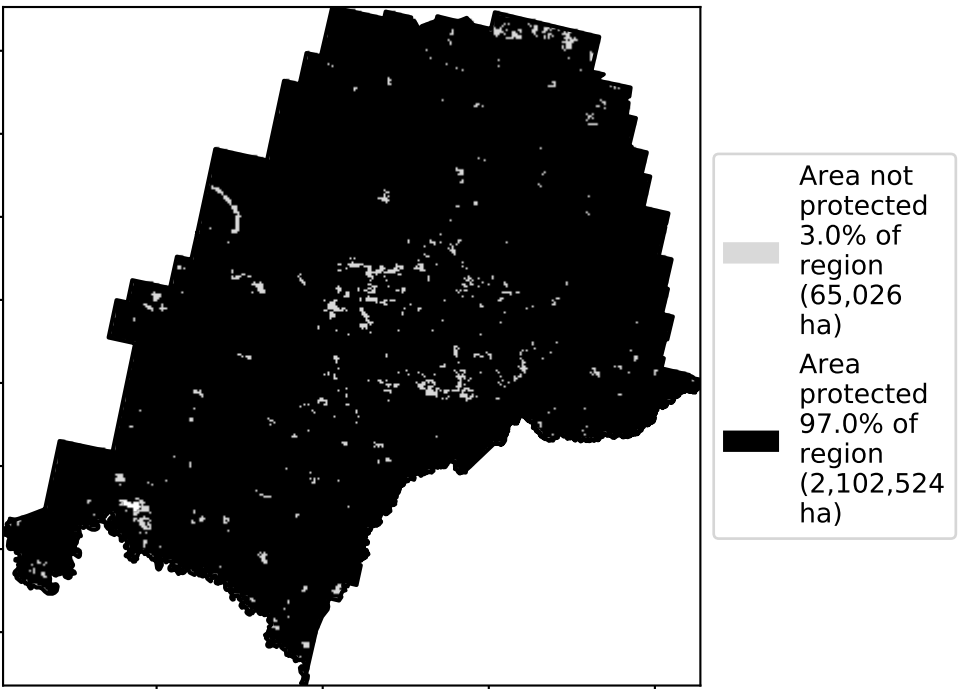 Area not
protected
3.0% of
region
(65,026
ha)
Area
protected
97.0% of
region
(2,102,524
ha)